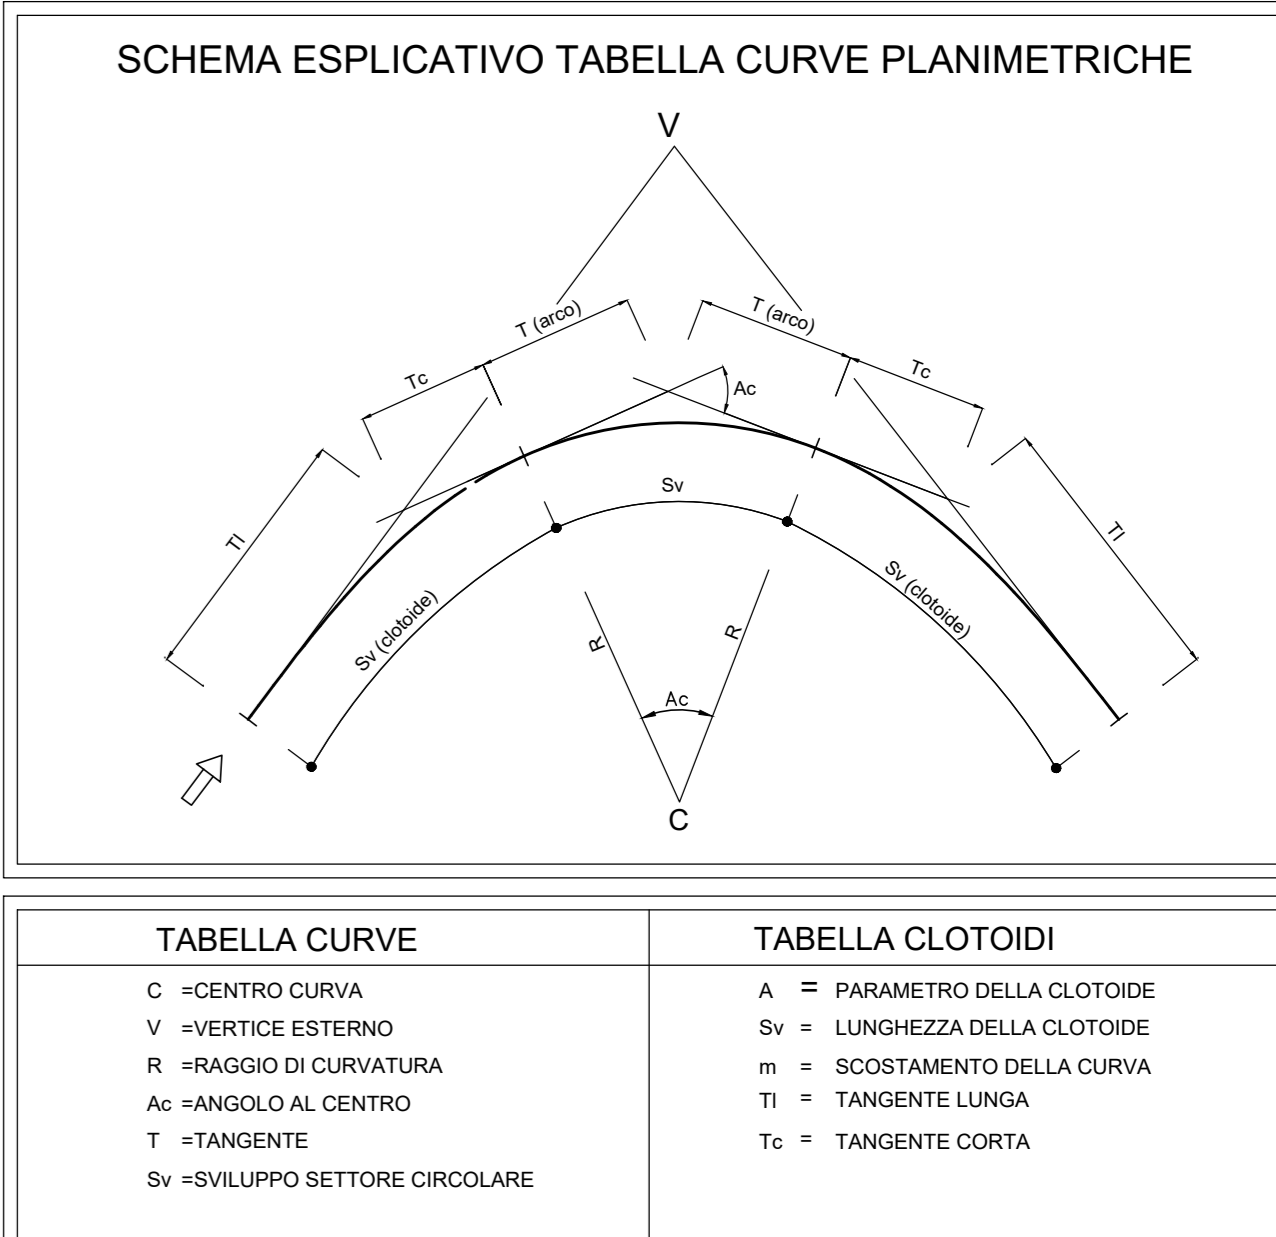 SCHEMA ESPLICATIVO TABELLA CURVE PLANIMETRICHE
V
T (arco)
T (arco)
Tc
Tc
Ac
Tl
Sv
Tl
Sv (clotoide)
Sv (clotoide)
R
R
Ac
C
TABELLA CURVE
C =CENTRO CURVA
V =VERTICE ESTERNO
R =RAGGIO DI CURVATURA
Ac =ANGOLO AL CENTRO
T =TANGENTE
Sv =SVILUPPO SETTORE CIRCOLARE
TABELLA CLOTOIDI
A = PARAMETRO DELLA CLOTOIDE
Sv = LUNGHEZZA DELLA CLOTOIDE
m = SCOSTAMENTO DELLA CURVA
Tl = TANGENTE LUNGA
Tc = TANGENTE CORTA